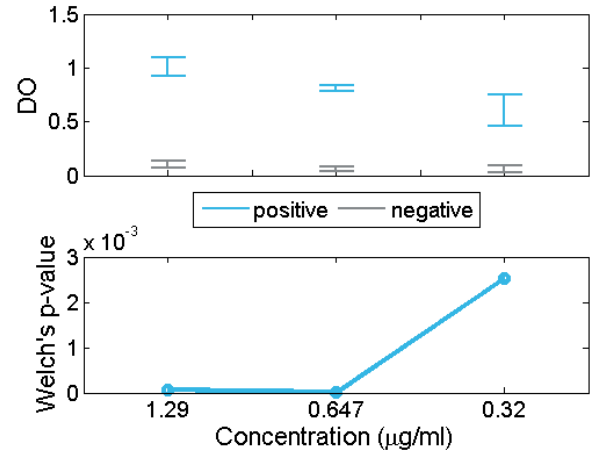 1.5
1
0.5
0
DO
positive negative
x 10⁻³
3
2
1
0
Welch's p-value
1.29 0.647 0.32
Concentration (μg/ml)